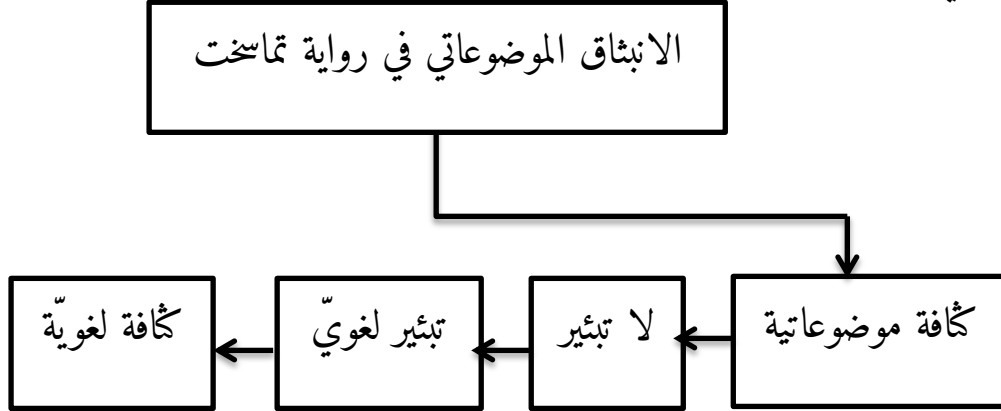 الانبثاق الموضوعاتي في رواية تماسخت
كثافة موضوعاتية
لا تبئير
تبئير لغويّ
كثافة لغويّة